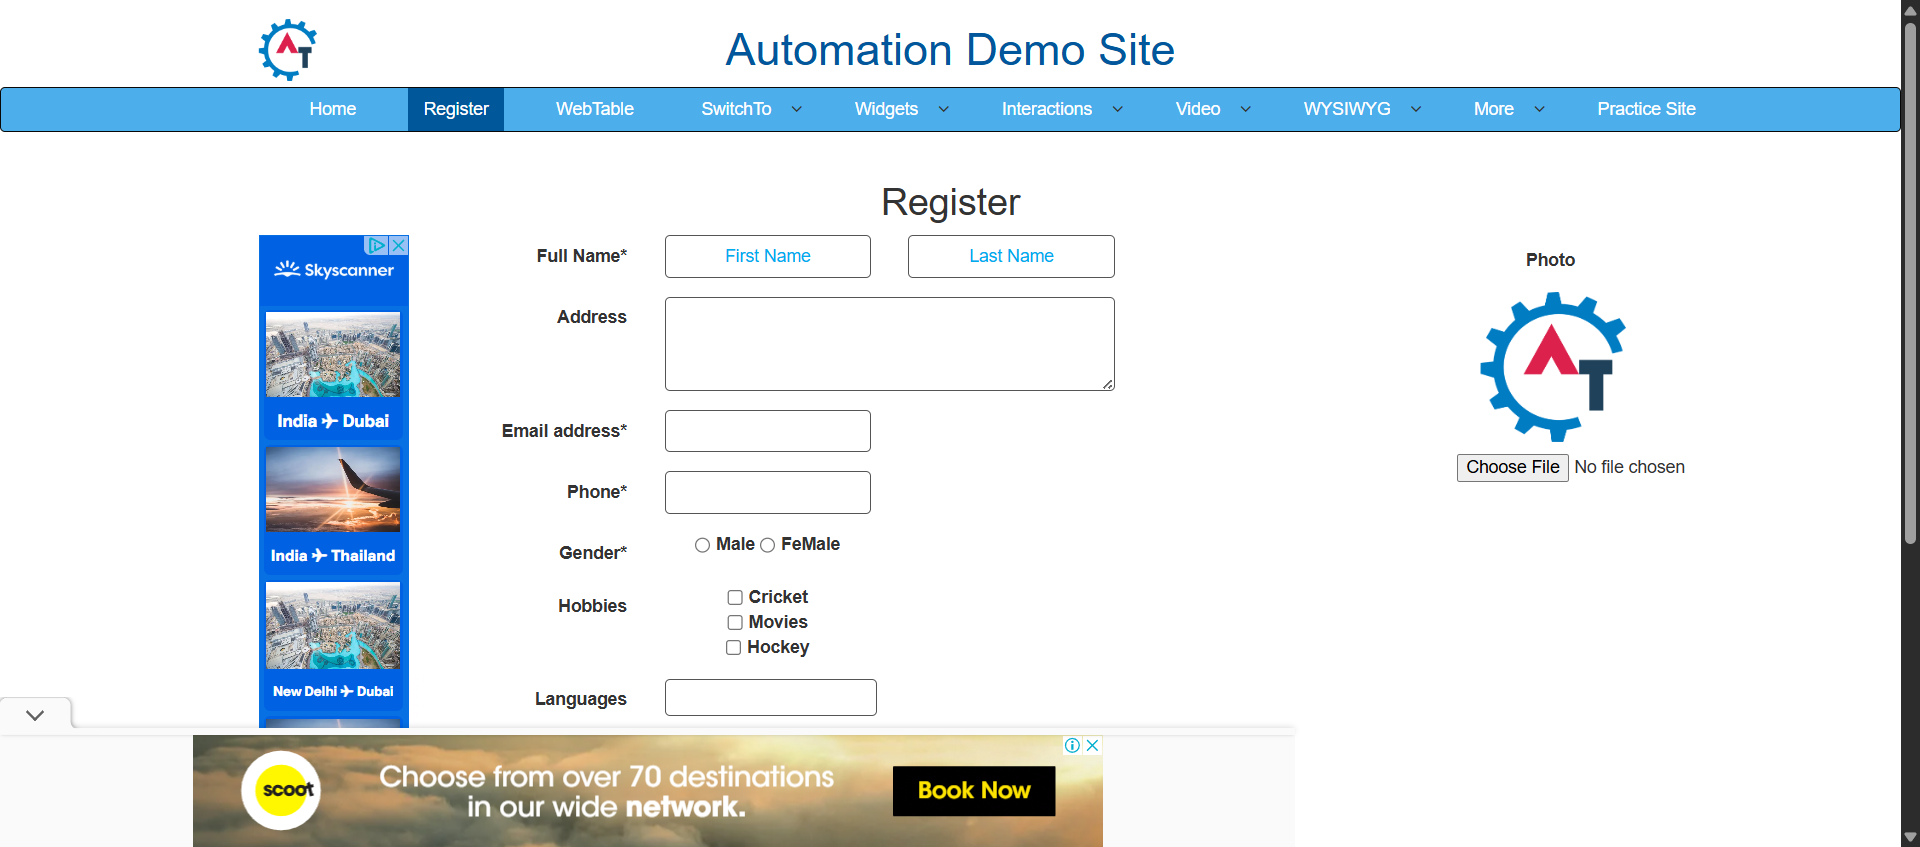 AT
Automation Demo Site
Home Register WebTable SwitchTo Widgets Interactions Video WYSIWYG More Practice Site
Register
Skyscanner
India Dubai
India Thailand
New Delhi Dubai
Full Name* First Name Last Name
Address
Email address*
Phone*
Gender* Male FeMale
Hobbies
Cricket
Movies
Hockey
Languages
Photo
AT
Choose File No file chosen
scoot
Choose from over 70 destinations
in our wide network.
Book Now